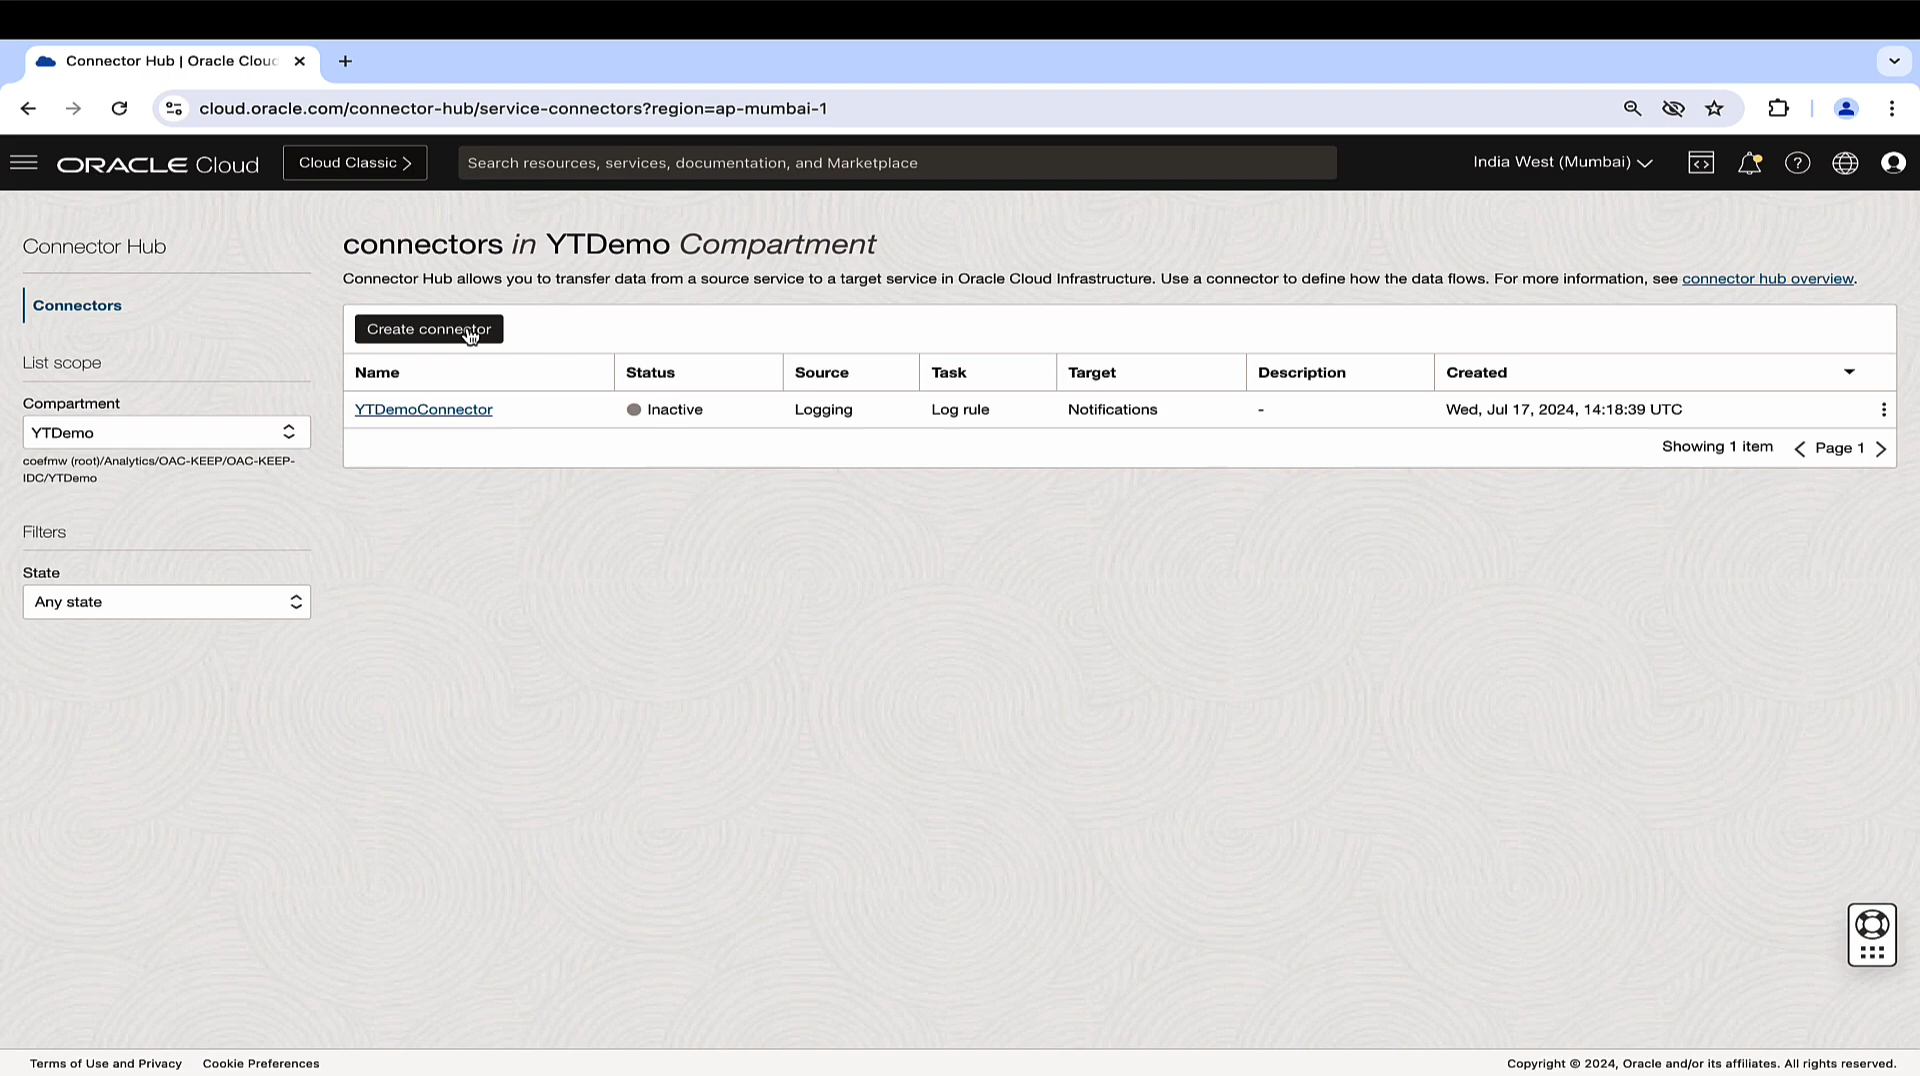 Connector Hub | Oracle Clouc
cloud.oracle.com/connector-hub/service-connectors?region=ap-mumbai-1
ORACLE Cloud
Cloud Classic >
Search resources, services, documentation, and Marketplace
India West (Mumbai)
Connector Hub
Connectors
List scope
Compartment
YTDemo
coefmw (root)/Analytics/OAC-KEEP/OAC-KEEP-
IDC/YTDemo
Filters
State
Any state
connectors in YTDemo Compartment
Connector Hub allows you to transfer data from a source service to a target service in Oracle Cloud Infrastructure. Use a connector to define how the data flows. For more information, see connector hub overview.
Create connector
Name Status Source Task Target Description Created
YTDemoConnector Inactive Logging Log rule Notifications - Wed, Jul 17, 2024, 14:18:39 UTC
Showing 1 item < Page 1 >
Terms of Use and Privacy Cookie Preferences
Copyright © 2024, Oracle and/or its affiliates. All rights reserved.